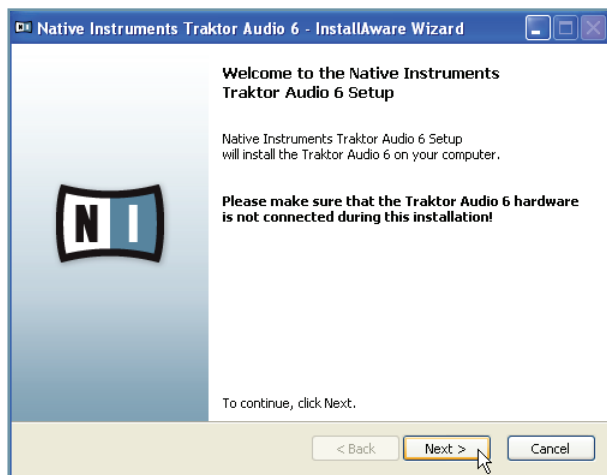 Native Instruments Traktor Audio 6 - InstallAware Wizard
Welcome to the Native Instruments
Traktor Audio 6 Setup
Native Instruments Traktor Audio 6 Setup
will install the Traktor Audio 6 on your computer.
Please make sure that the Traktor Audio 6 hardware
is not connected during this installation!
N I
To continue, click Next.
< Back
Next >
Cancel